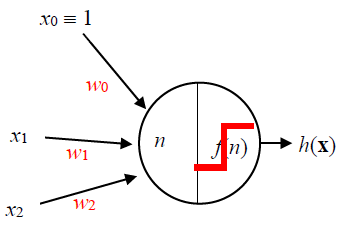 x₀ ≡ 1
w₀
x₁
w₁
n
f(n)
h(x)
x₂
w₂